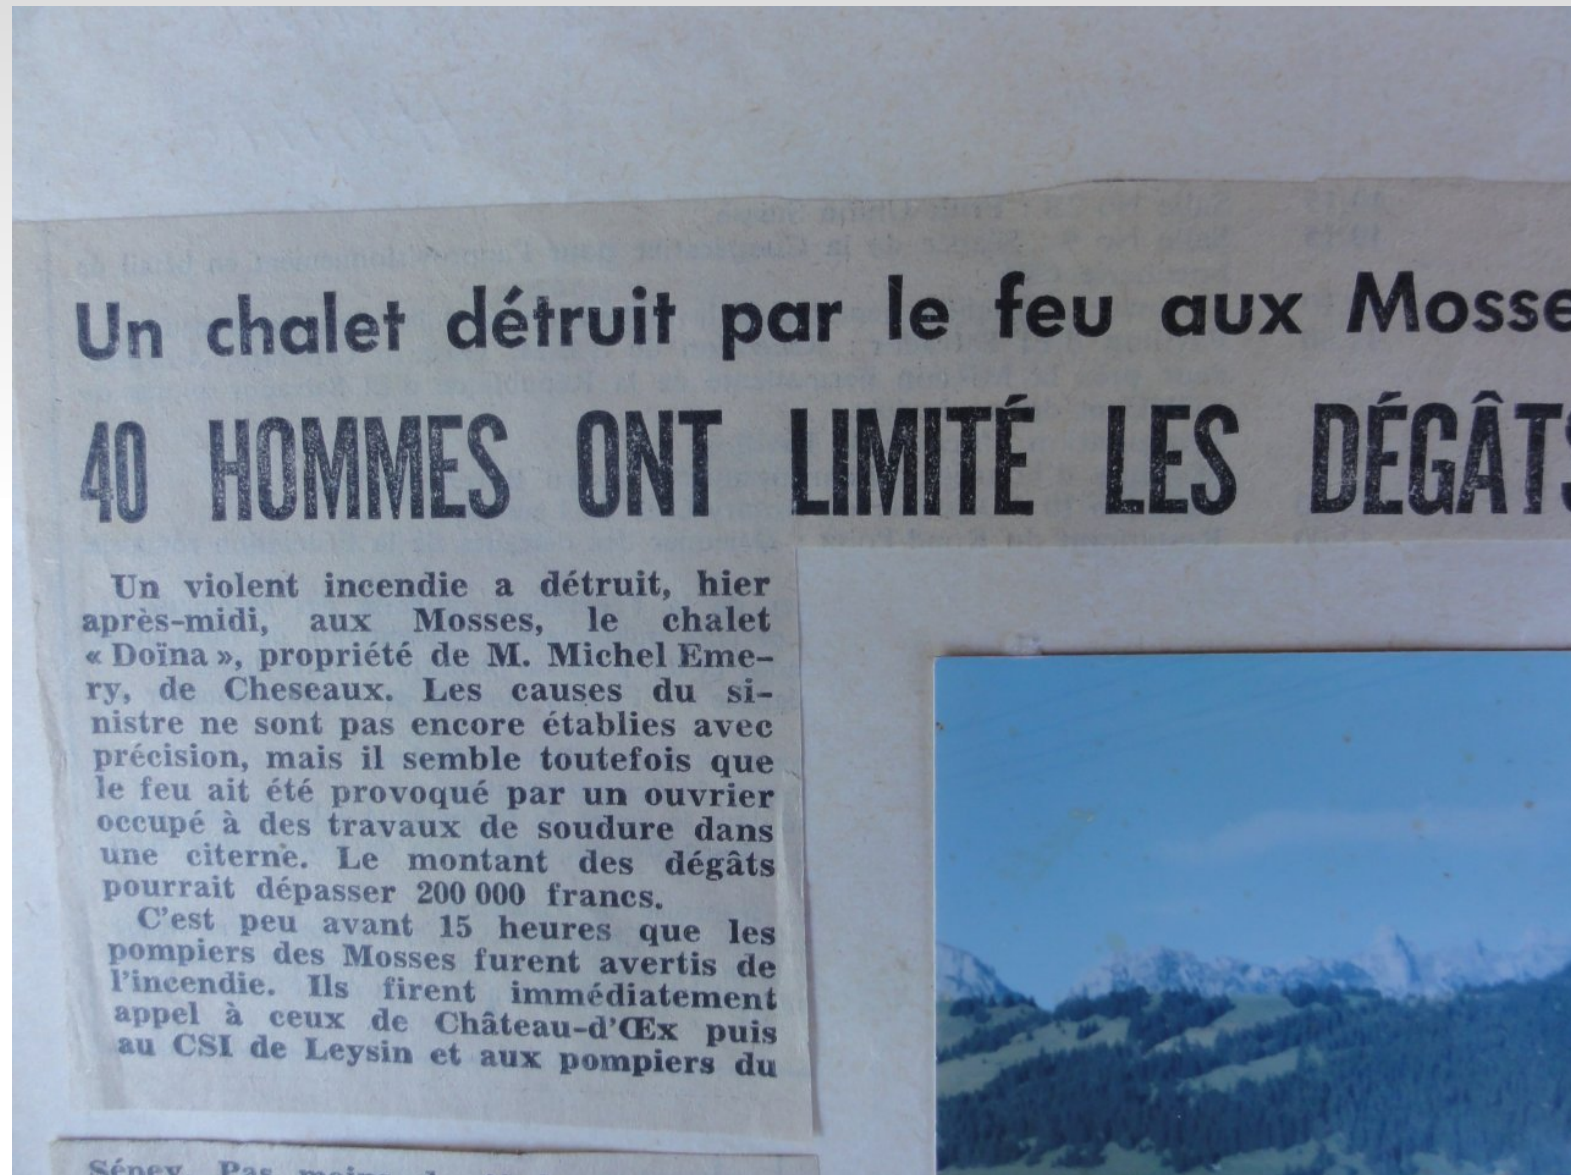 Un chalet détruit par le feu aux Mosse
40 HOMMES ONT LIMITÉ LES DÉGÂTS
Un violent incendie a détruit, hier
après-midi, aux Mosses, le chalet
« Doïna », propriété de M. Michel Eme-
ry, de Cheseaux. Les causes du si-
nistre ne sont pas encore établies avec
précision, mais il semble toutefois que
le feu ait été provoqué par un ouvrier
occupé à des travaux de soudure dans
une citerne. Le montant des dégâts
pourrait dépasser 200 000 francs.
C'est peu avant 15 heures que les
pompiers des Mosses furent avertis de
l'incendie. Ils firent immédiatement
appel à ceux de Château-d'Œx puis
au CSI de Leysin et aux pompiers du
Sépey. Pas moins